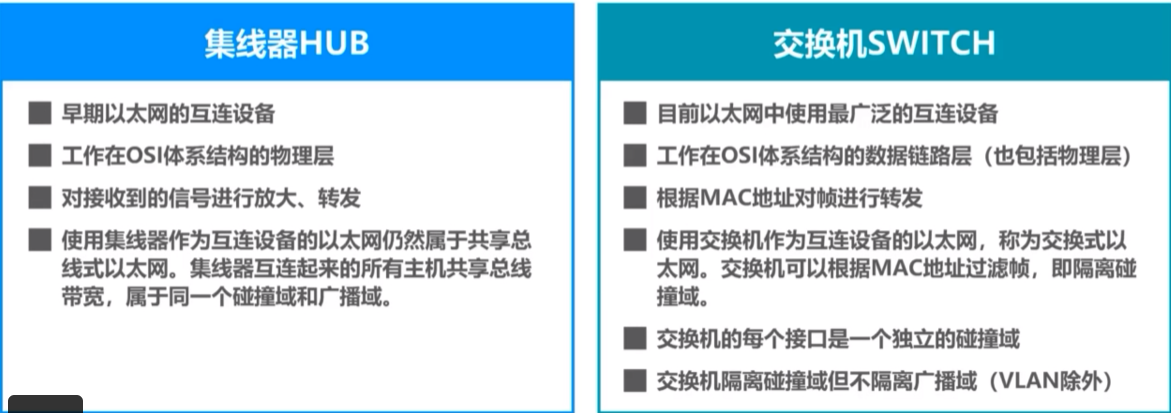 集线器HUB
早期以太网的互连设备
工作在OSI体系结构的物理层
对接收到的信号进行放大、转发
使用集线器作为互连设备的以太网仍然属于共享总
线式以太网。集线器互连起来的所有主机共享总线
带宽，属于同一个碰撞域和广播域。
交换机SWITCH
目前以太网中使用最广泛的互连设备
工作在OSI体系结构的数据链路层（也包括物理层）
根据MAC地址对帧进行转发
使用交换机作为互连设备的以太网，称为交换式以
太网。交换机可以根据MAC地址过滤帧，即隔离碰
撞域。
交换机的每个接口是一个独立的碰撞域
交换机隔离碰撞域但不隔离广播域（VLAN除外）